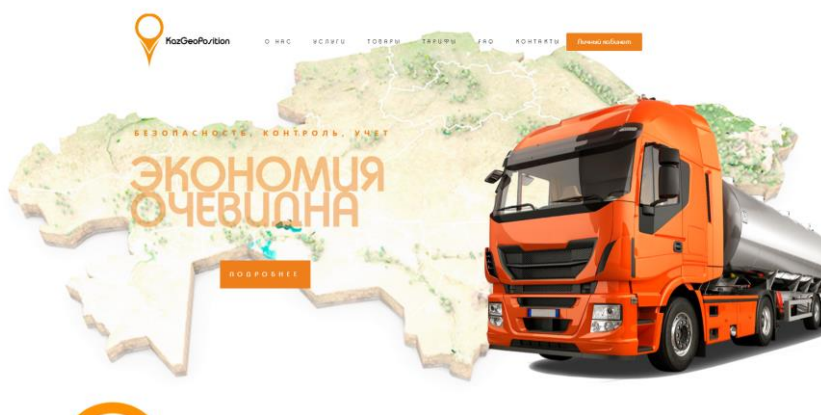 KazGeoPosition
О НАС УСЛУГИ ТОВАРЫ ТАРИФЫ FAQ КОНТАКТЫ Личный кабинет
БЕЗОПАСНОСТЬ, КОНТРОЛЬ, УЧЕТ
ЭКОНОМИЯ
ОЧЕВИДНА
ПОДРОБНЕЕ